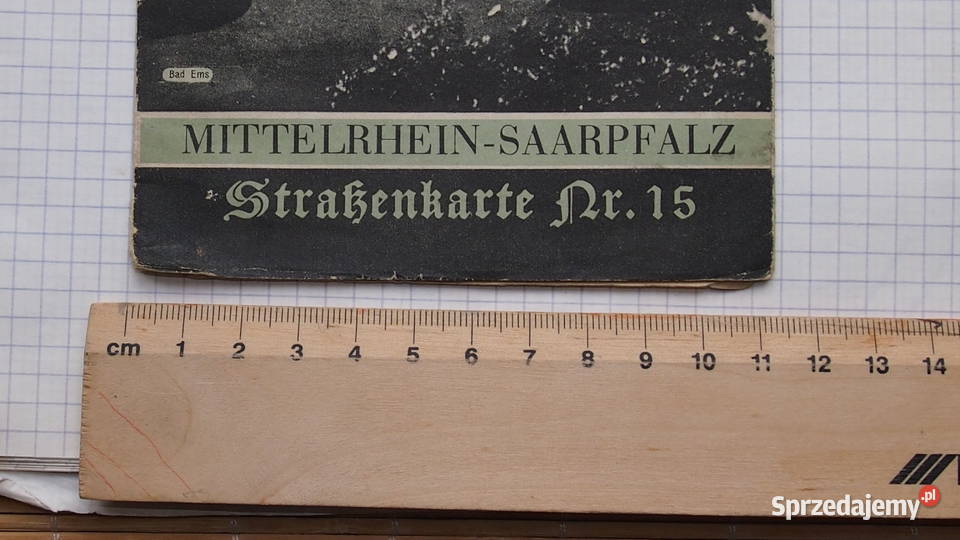 Bad Ems
MITTELRHEIN-SAARPFALZ
Straßenkarte Nr. 15
cm 1 2 3 4 5 6 7 8 9 10 11 12 13 14
Sprzedajemy.pl